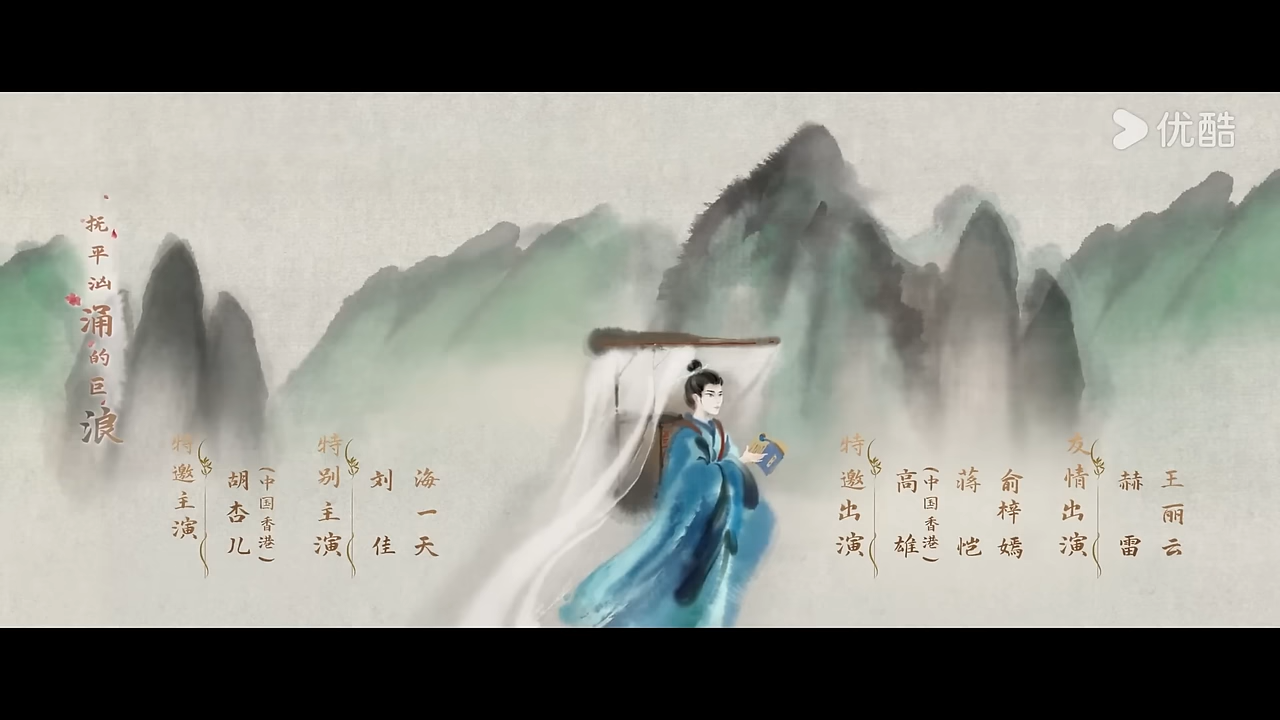 优酷
抚平汹涌的巨浪
特邀主演
胡杏儿
(中国香港)
特别主演
刘佳
海一天
特邀出演
高雄
(中国香港)
蒋恺
俞梓嫣
友情出演
赫雷
王丽云